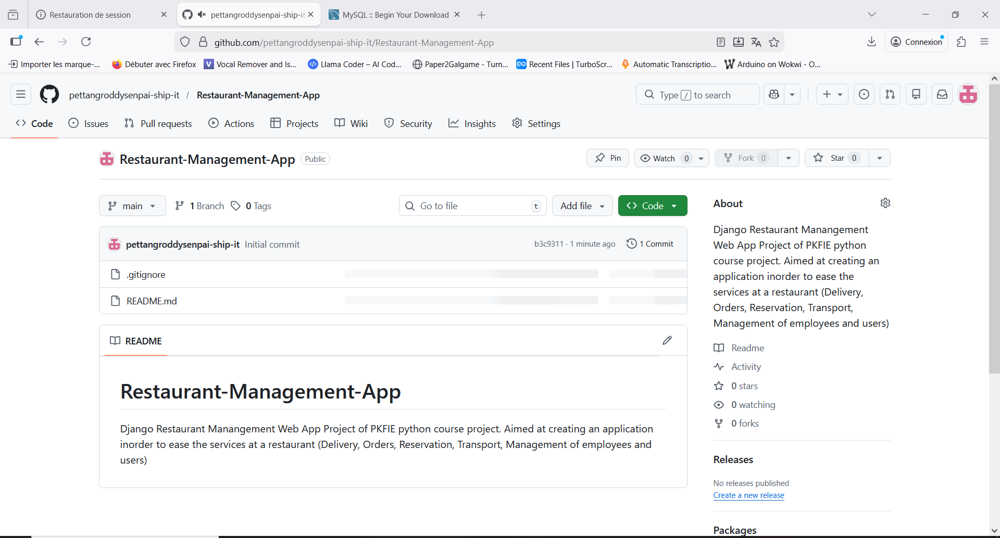 Restauration de session
pettangroddysenpai-ship-it
MySQL :: Begin Your Download
github.com/pettangroddysenpai-ship-it/Restaurant-Management-App
Connexion
Importer les marque-...
Débuter avec Firefox
Vocal Remover and Is...
Llama Coder – AI Cod...
Paper2Galgame - Turn...
Recent Files | TurboScr...
Automatic Transcriptio...
Arduino on Wokwi - O...
pettangroddysenpai-ship-it / Restaurant-Management-App
Type / to search
Code
Issues
Pull requests
Actions
Projects
Wiki
Security
Insights
Settings
Restaurant-Management-App
Public
Pin
Watch 0
Fork 0
Star 0
main
1 Branch
0 Tags
Go to file
t
Add file
Code
pettangroddysenpai-ship-it Initial commit
b3c9311 · 1 minute ago
1 Commit
.gitignore
README.md
README
Restaurant-Management-App
Django Restaurant Manangement Web App Project of PKFIE python course project. Aimed at creating an application
inorder to ease the services at a restaurant (Delivery, Orders, Reservation, Transport, Management of employees and
users)
About
Django Restaurant Manangement
Web App Project of PKFIE python
course project. Aimed at creating an
application inorder to ease the
services at a restaurant (Delivery,
Orders, Reservation, Transport,
Management of employees and users)
Readme
Activity
0 stars
0 watching
0 forks
Releases
No releases published
Create a new release
Packages